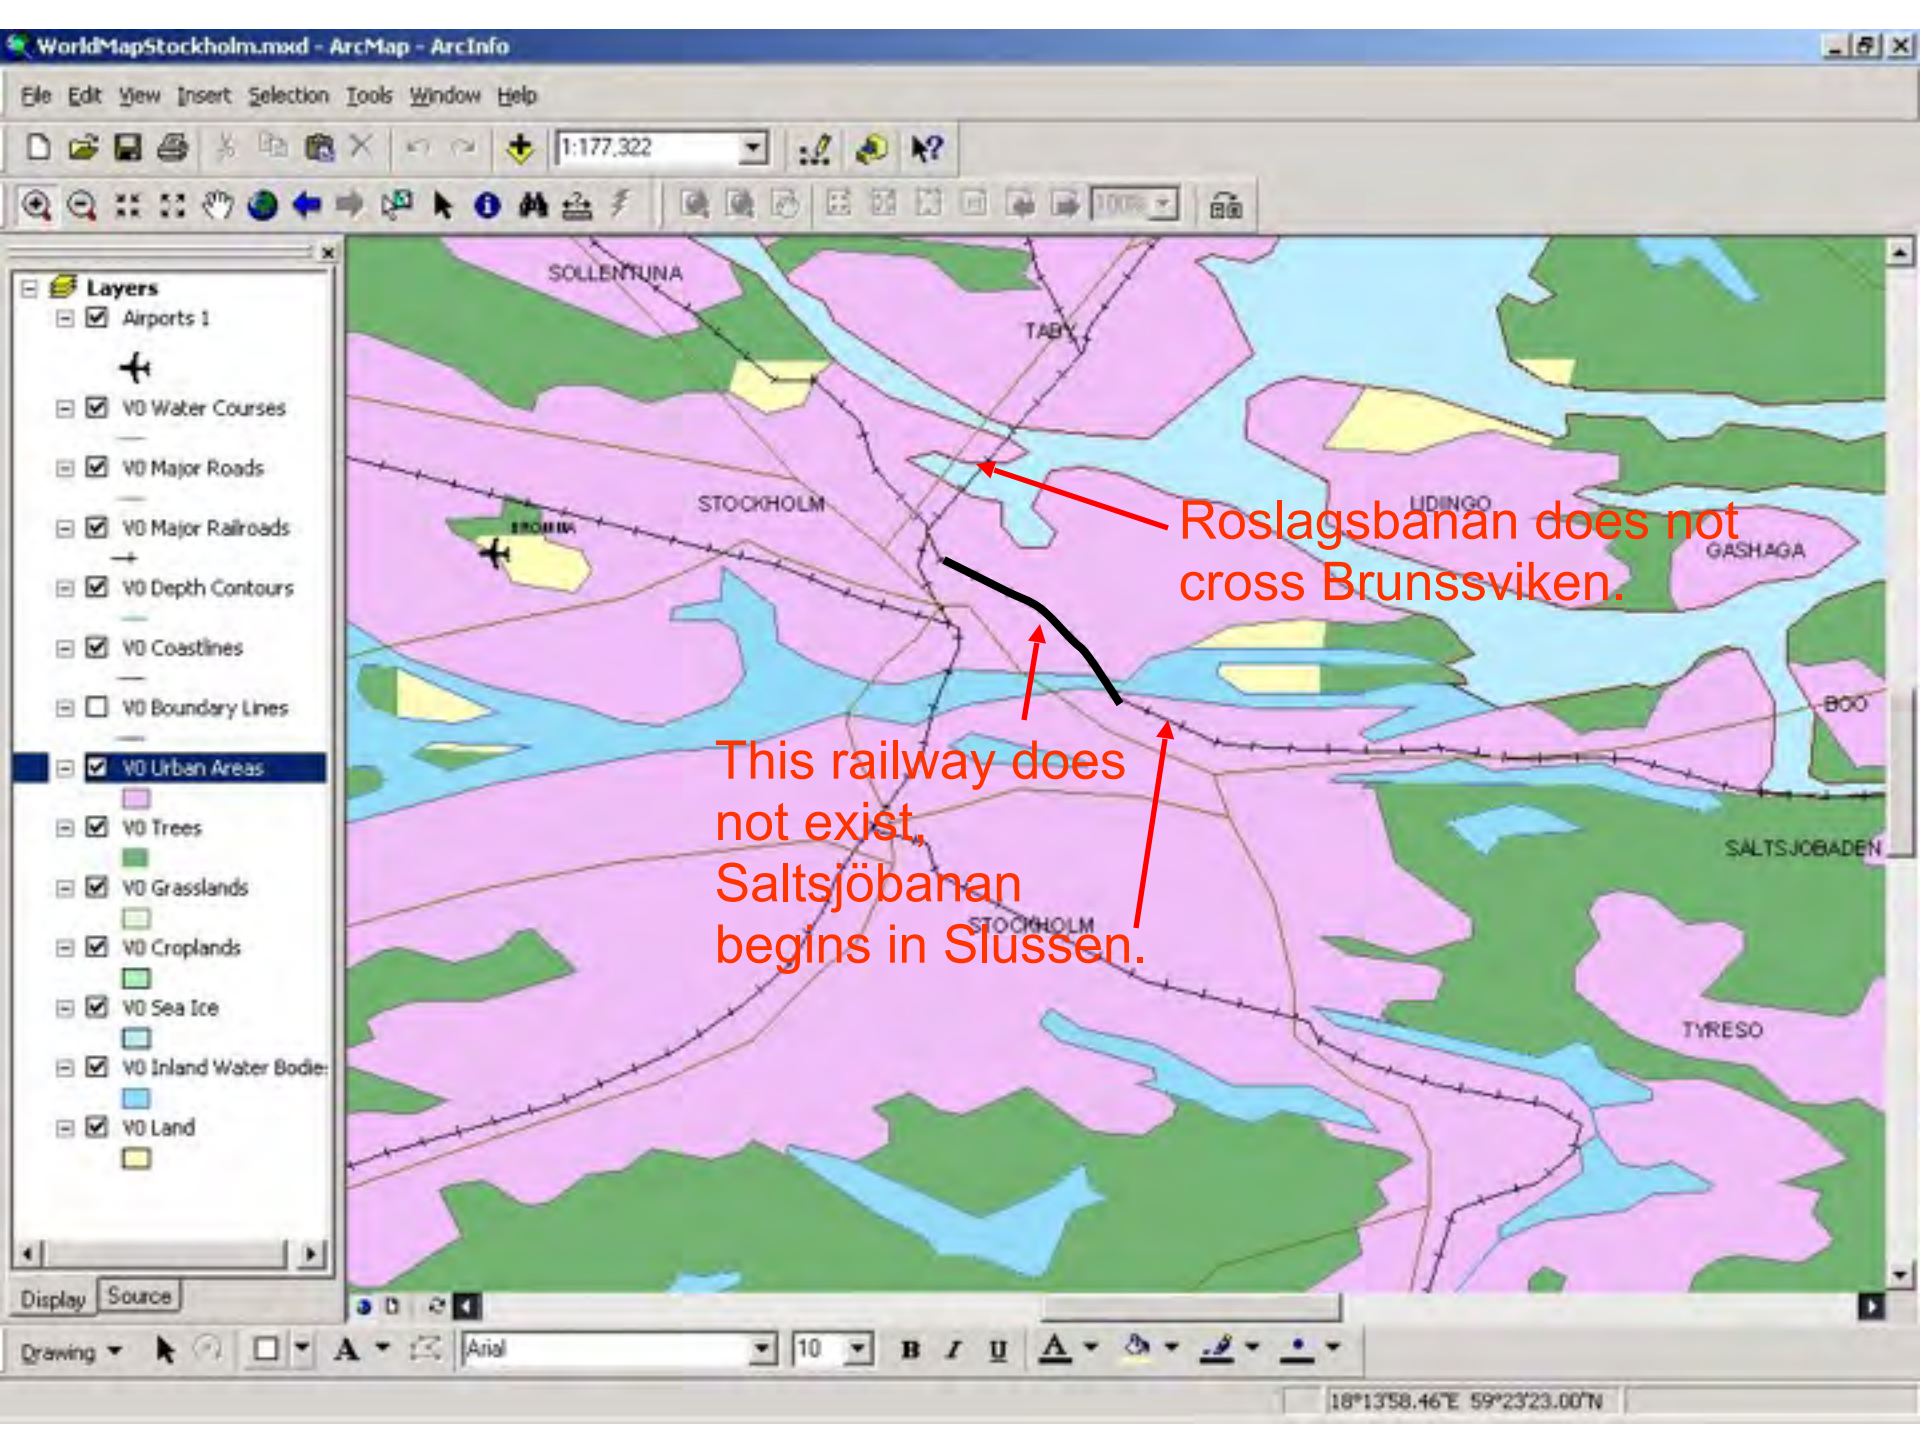 WorldMapStockholm.mxd - ArcMap - ArcInfo
File Edit View Insert Selection Tools Window Help
1:177,322
100%
Layers
Airports 1
V0 Water Courses
V0 Major Roads
V0 Major Railroads
V0 Depth Contours
V0 Coastlines
V0 Boundary Lines
V0 Urban Areas
V0 Trees
V0 Grasslands
V0 Croplands
V0 Sea Ice
V0 Inland Water Bodies
V0 Land
Display Source
SOLLENTUNA
TABY
STOCKHOLM
BROMMA
LIDINGO
GASHAGA
Roslagsbanan does not
cross Brunssviken.
BOO
This railway does
not exist,
Saltsjöbanan
begins in Slussen.
SALTSJOBADEN
STOCKHOLM
TYRESO
Drawing A Arial 10 B I U A
18°13'58.46"E 59°23'23.00"N